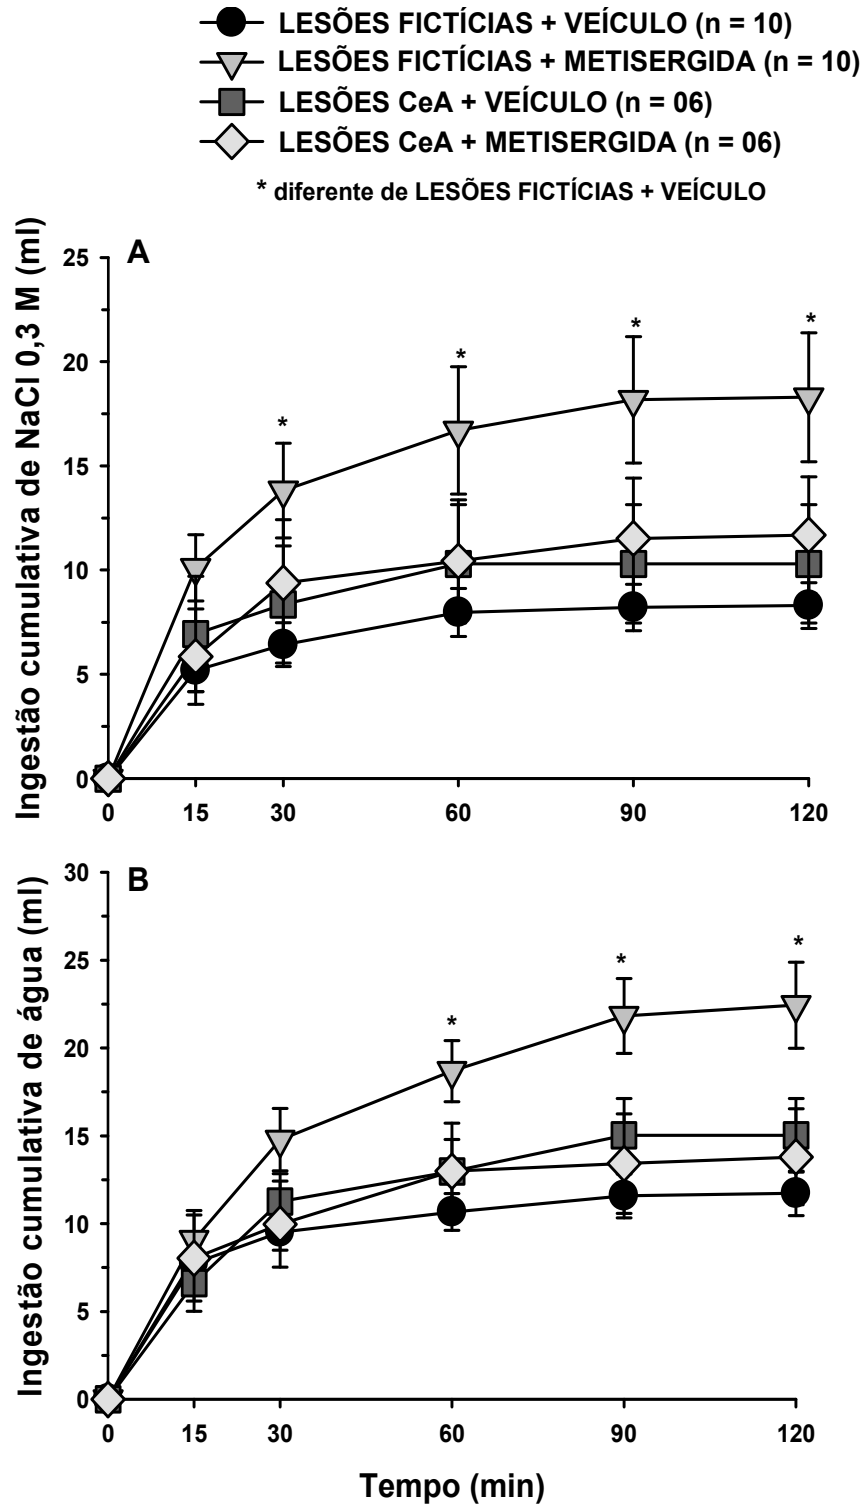 LESÕES FICTÍCIAS + VEÍCULO (n = 10)
LESÕES FICTÍCIAS + METISERGIDA (n = 10)
LESÕES CeA + VEÍCULO (n = 06)
LESÕES CeA + METISERGIDA (n = 06)
* diferente de LESÕES FICTÍCIAS + VEÍCULO
A
Ingestão cumulativa de NaCl 0,3 M (ml)
25
20
15
10
5
0
* * * *
0 15 30 60 90 120
B
Ingestão cumulativa de água (ml)
30
25
20
15
10
5
0
* * *
0 15 30 60 90 120
Tempo (min)